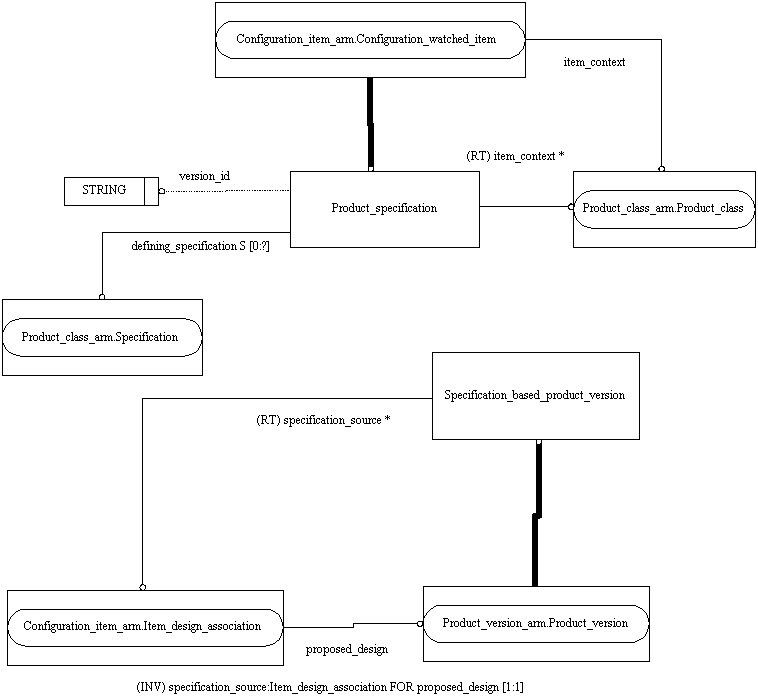 Configuration_item_arm.Configuration_watched_item
item_context
(RT) item_context *
version_id
STRING
Product_specification
Product_class_arm.Product_class
defining_specification S [0:?]
Product_class_arm.Specification
Specification_based_product_version
(RT) specification_source *
Configuration_item_arm.Item_design_association
Product_version_arm.Product_version
proposed_design
(INV) specification_source:Item_design_association FOR proposed_design [1:1]